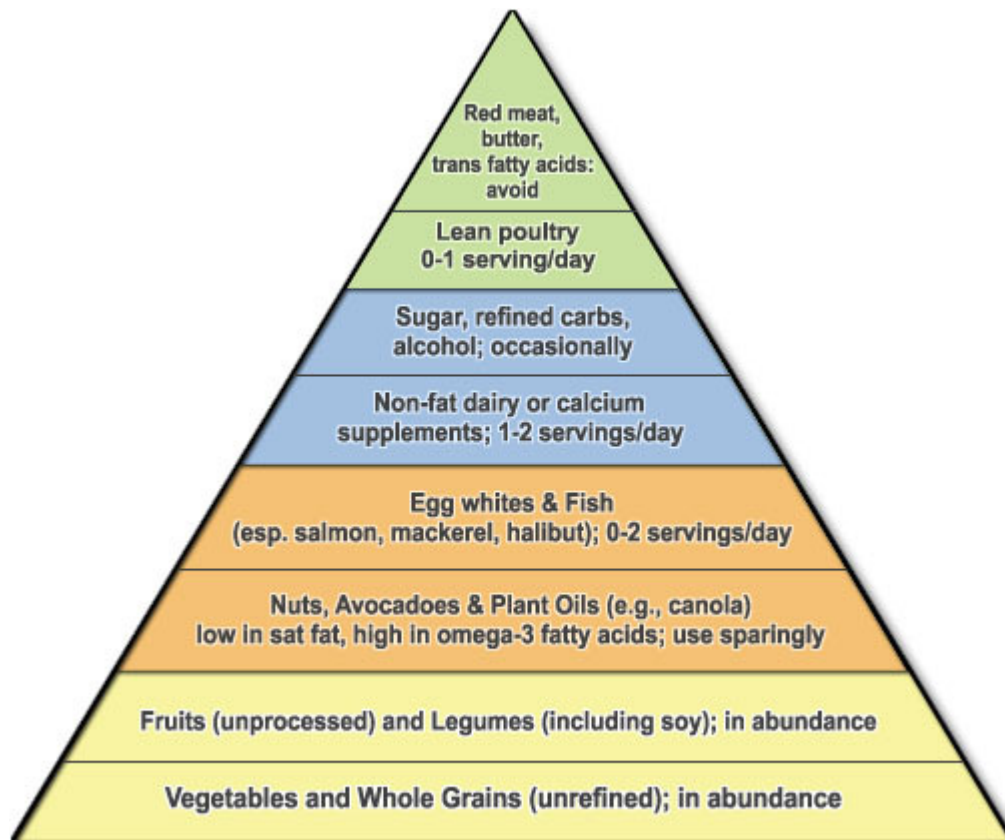 Red meat,
butter,
trans fatty acids:
avoid
Lean poultry
0-1 serving/day
Sugar, refined carbs,
alcohol; occasionally
Non-fat dairy or calcium
supplements; 1-2 servings/day
Egg whites & Fish
(esp. salmon, mackerel, halibut); 0-2 servings/day
Nuts, Avocadoes & Plant Oils (e.g., canola)
low in sat fat, high in omega-3 fatty acids; use sparingly
Fruits (unprocessed) and Legumes (including soy); in abundance
Vegetables and Whole Grains (unrefined); in abundance